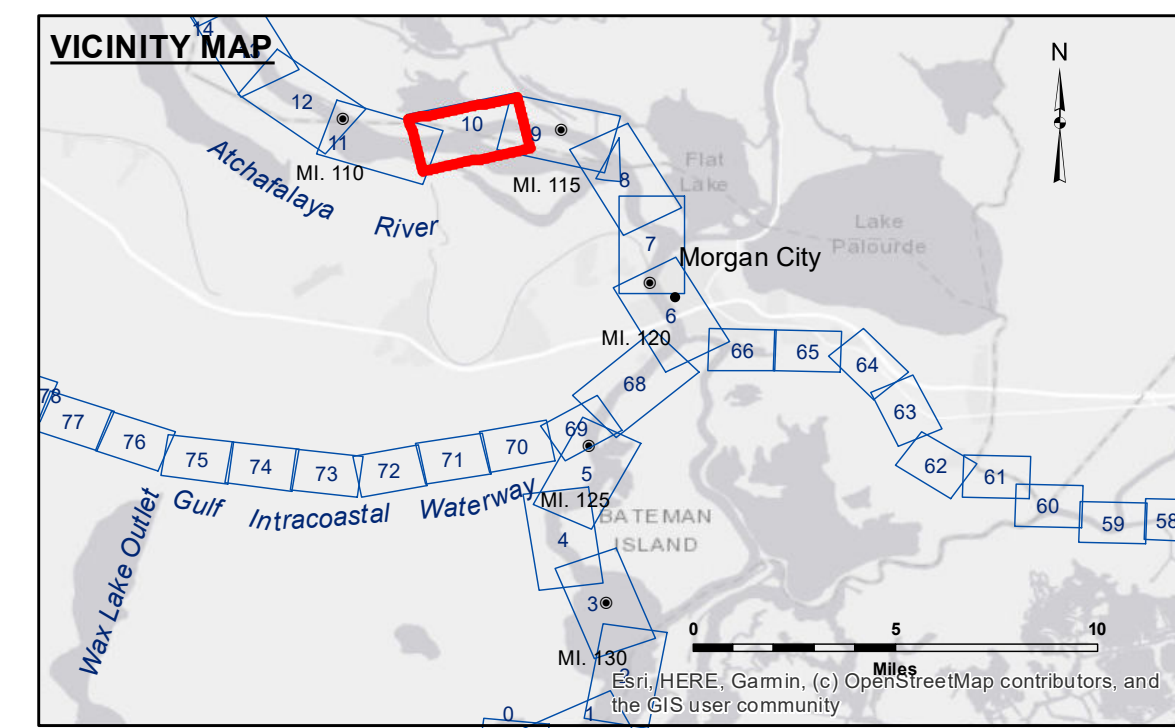 VICINITY MAP
N
14
13
12
11
10
9
8
7
6
MI. 110
MI. 115
Atchafalaya
River
Flat
Lake
Lake
Palourde
Morgan City
MI. 120
66
65
64
63
62
61
60
59
58
68
69
70
71
72
73
74
75
76
77
78
5
MI. 125
Gulf Intracoastal Waterway
Wax Lake Outlet
BATEMAN
ISLAND
4
3
MI. 130
2
1
0
0 5 10
Miles
Esri, HERE, Garmin, (c) OpenStreetMap contributors, and
the GIS user community